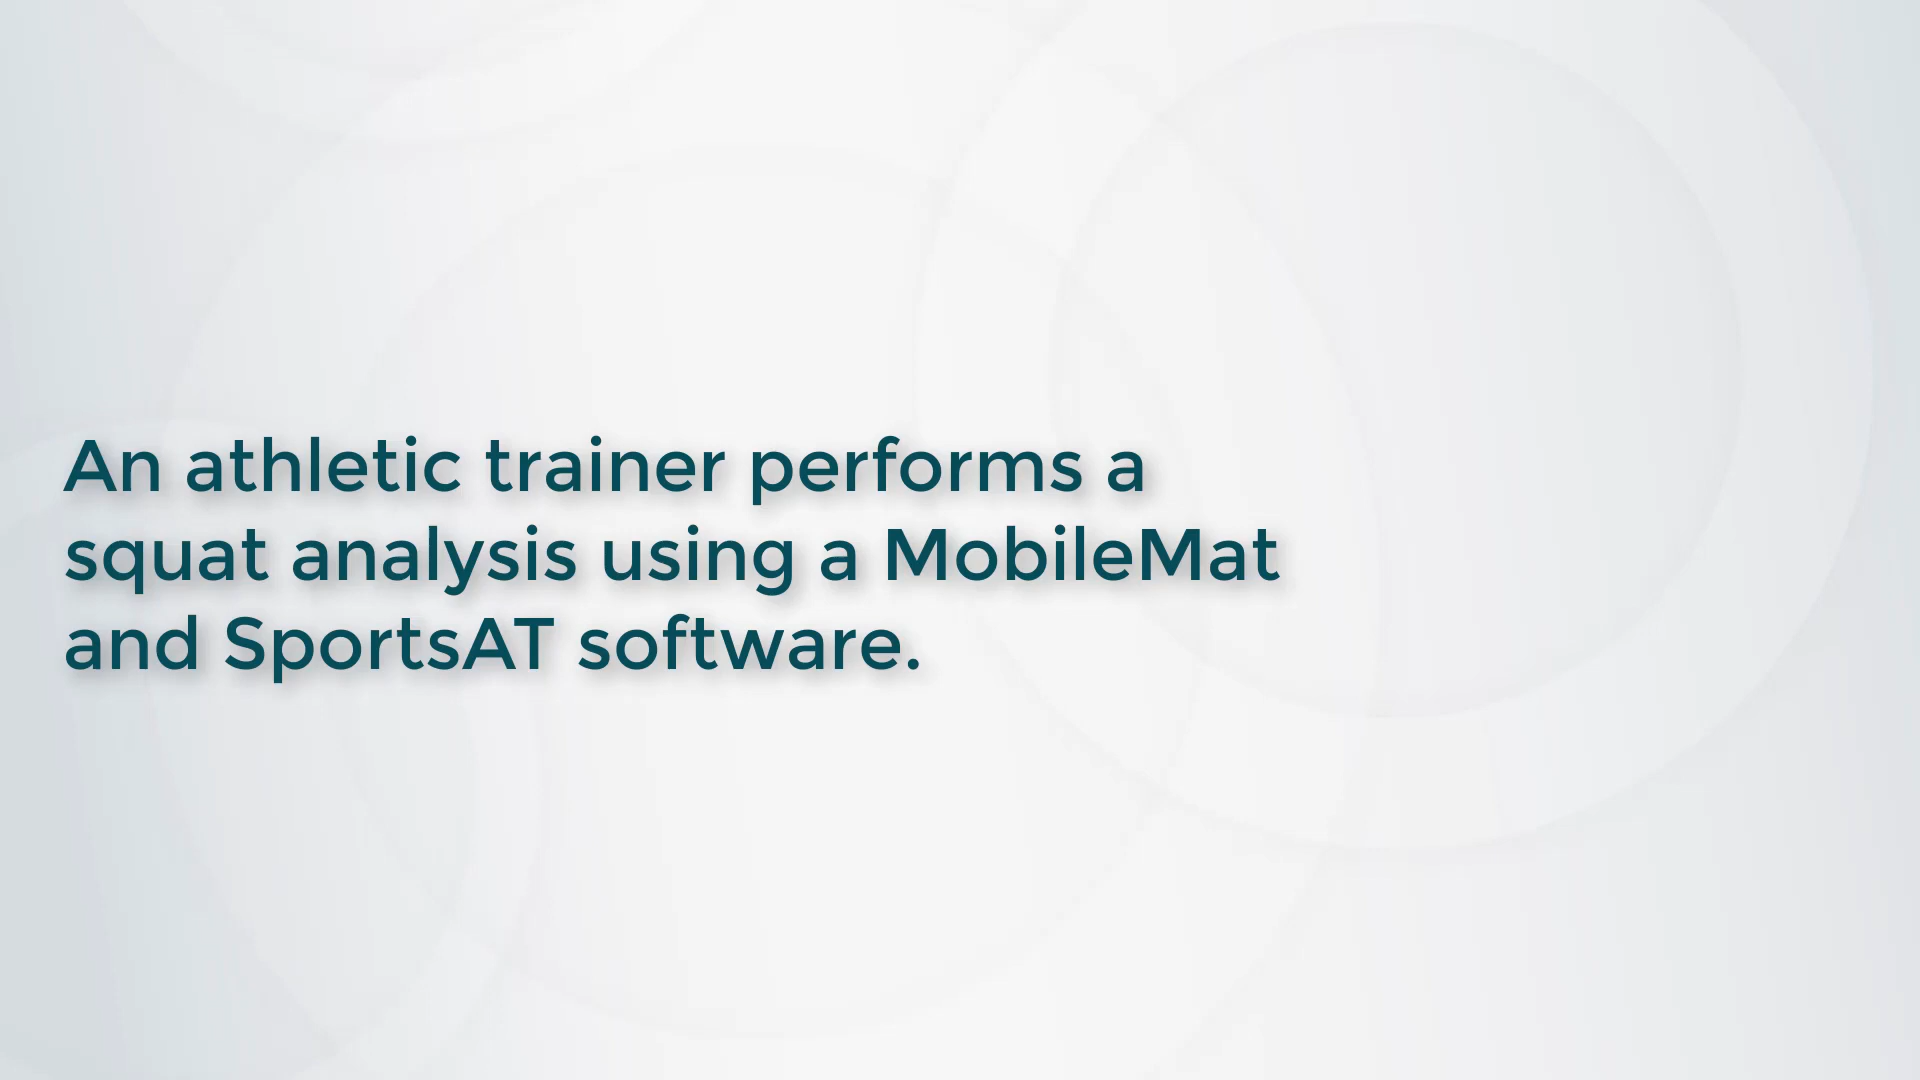 An athletic trainer performs a
squat analysis using a MobileMat
and SportsAT software.